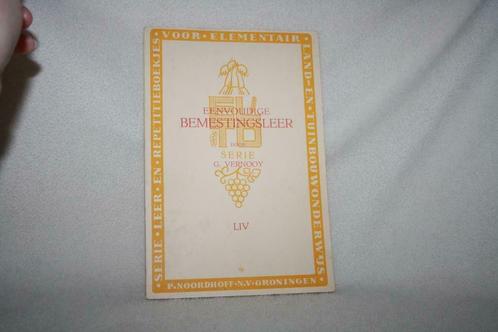 SERIE · LEER · EN · REPETITIEBOEKJES
VOOR · ELEMENTAIR
LAND- EN · TUINBOUWONDERWIJS
EENVOUDIGE
BEMESTINGSLEER
DOOR
SERIE
G. VERNOOY
LIV
P. NOORDHOFF · N.V · GRONINGEN